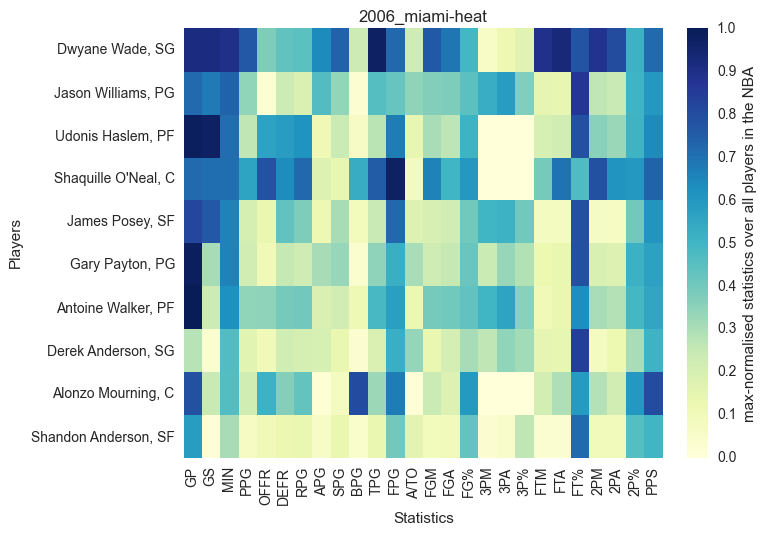 2006_miami-heat
Players
Dwyane Wade, SG
Jason Williams, PG
Udonis Haslem, PF
Shaquille O'Neal, C
James Posey, SF
Gary Payton, PG
Antoine Walker, PF
Derek Anderson, SG
Alonzo Mourning, C
Shandon Anderson, SF
GP GS MIN PPG OFFR DEFR RPG APG SPG BPG TPG FPG A/TO FGM FGA FG% 3PM 3PA 3P% FTM FTA FT% 2PM 2PA 2P% PPS
Statistics
1.0
0.9
0.8
0.7
0.6
0.5
0.4
0.3
0.2
0.1
0.0
max-normalised statistics over all players in the NBA